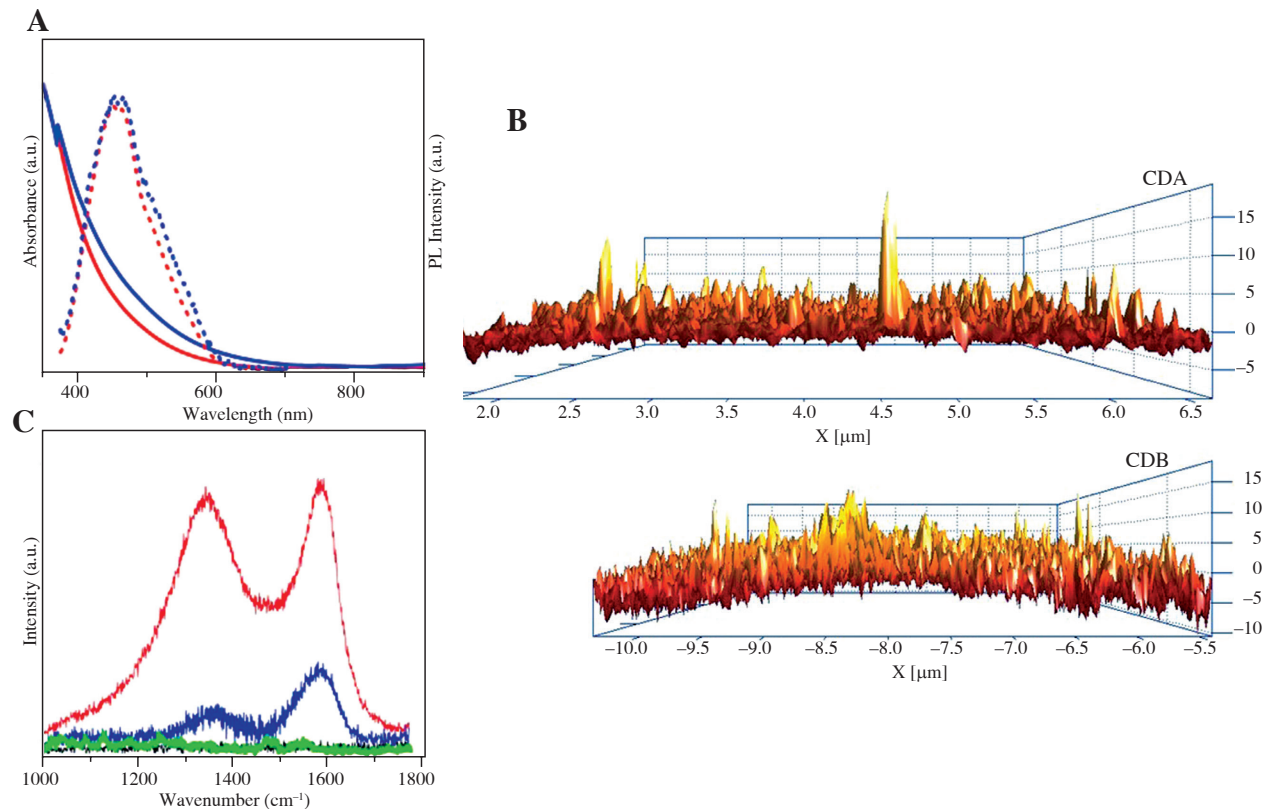 A
Absorbance (a.u.)
PL Intensity (a.u.)
400 600 800
Wavelength (nm)
B
CDA
15
10
5
0
–5
2.0 2.5 3.0 3.5 4.0 4.5 5.0 5.5 6.0 6.5
X [μm]
CDB
15
10
5
0
–5
–10
–10.0 –9.5 –9.0 –8.5 –8.0 –7.5 –7.0 –6.5 –6.0 –5.5
X [μm]
C
Intensity (a.u.)
1000 1200 1400 1600 1800
Wavenumber (cm⁻¹)